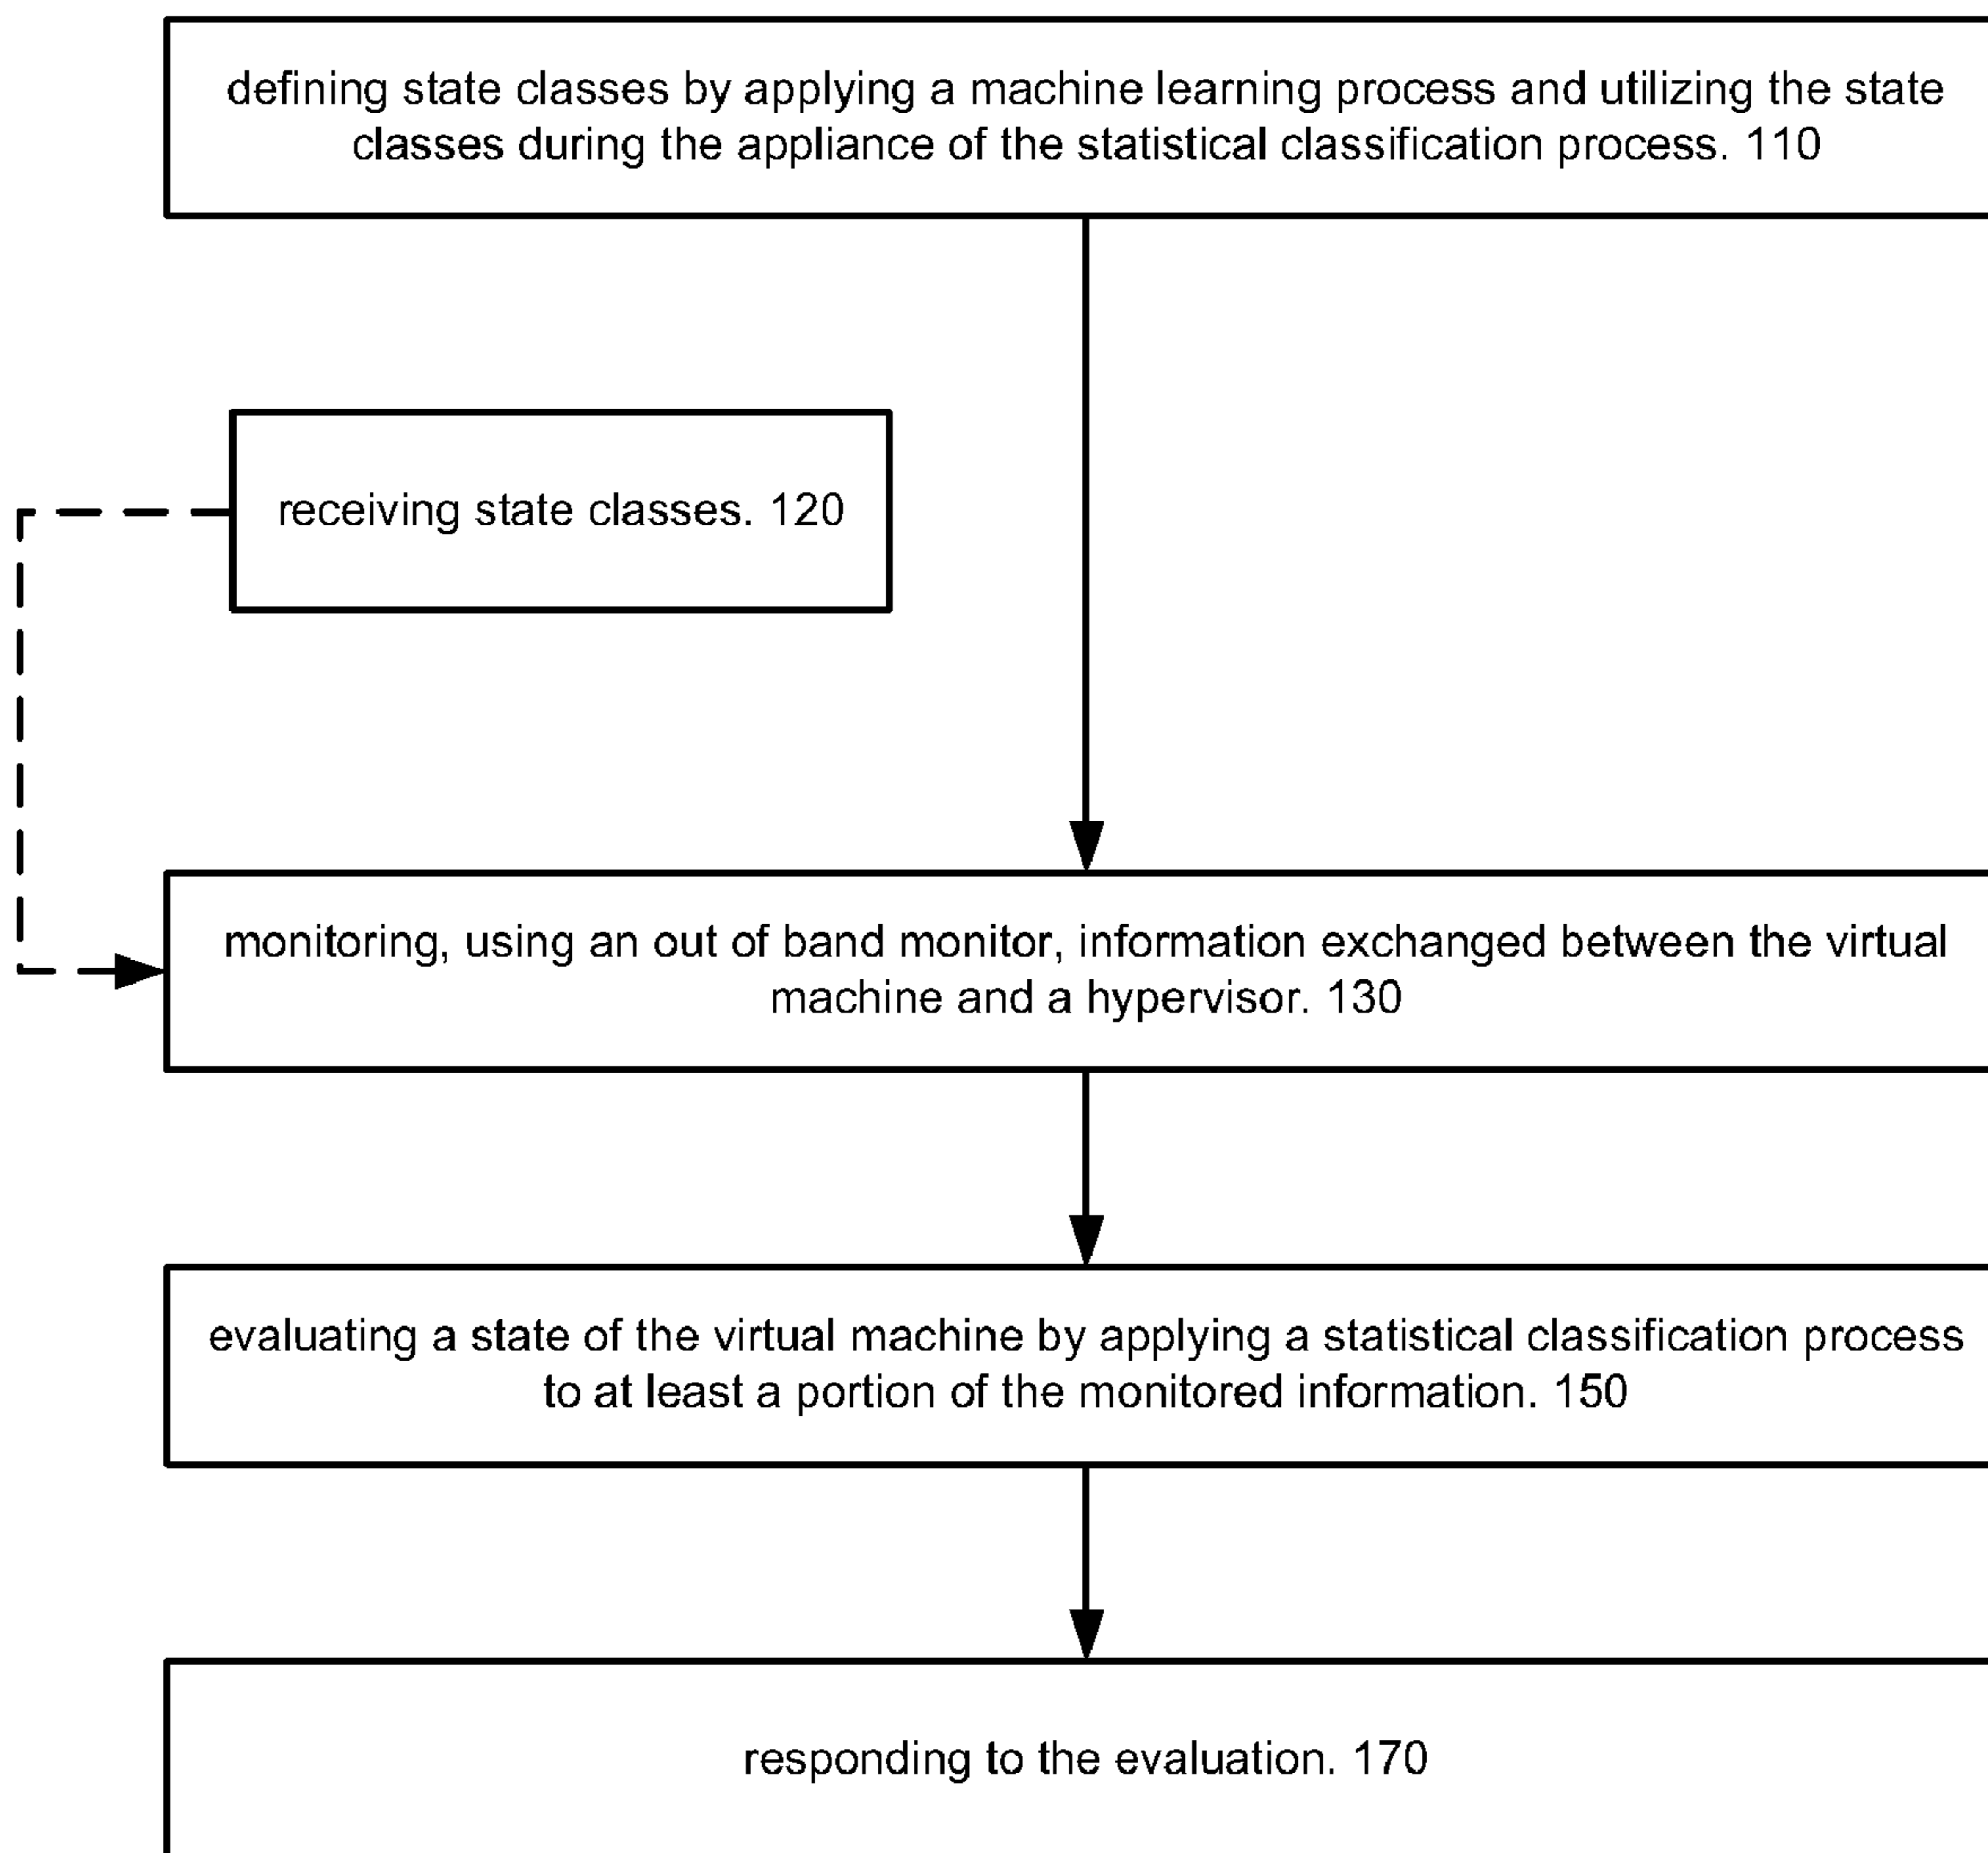 defining state classes by applying a machine learning process and utilizing the state
classes during the appliance of the statistical classification process. 110
receiving state classes. 120
monitoring, using an out of band monitor, information exchanged between the virtual
machine and a hypervisor. 130
evaluating a state of the virtual machine by applying a statistical classification process
to at least a portion of the monitored information. 150
responding to the evaluation. 170